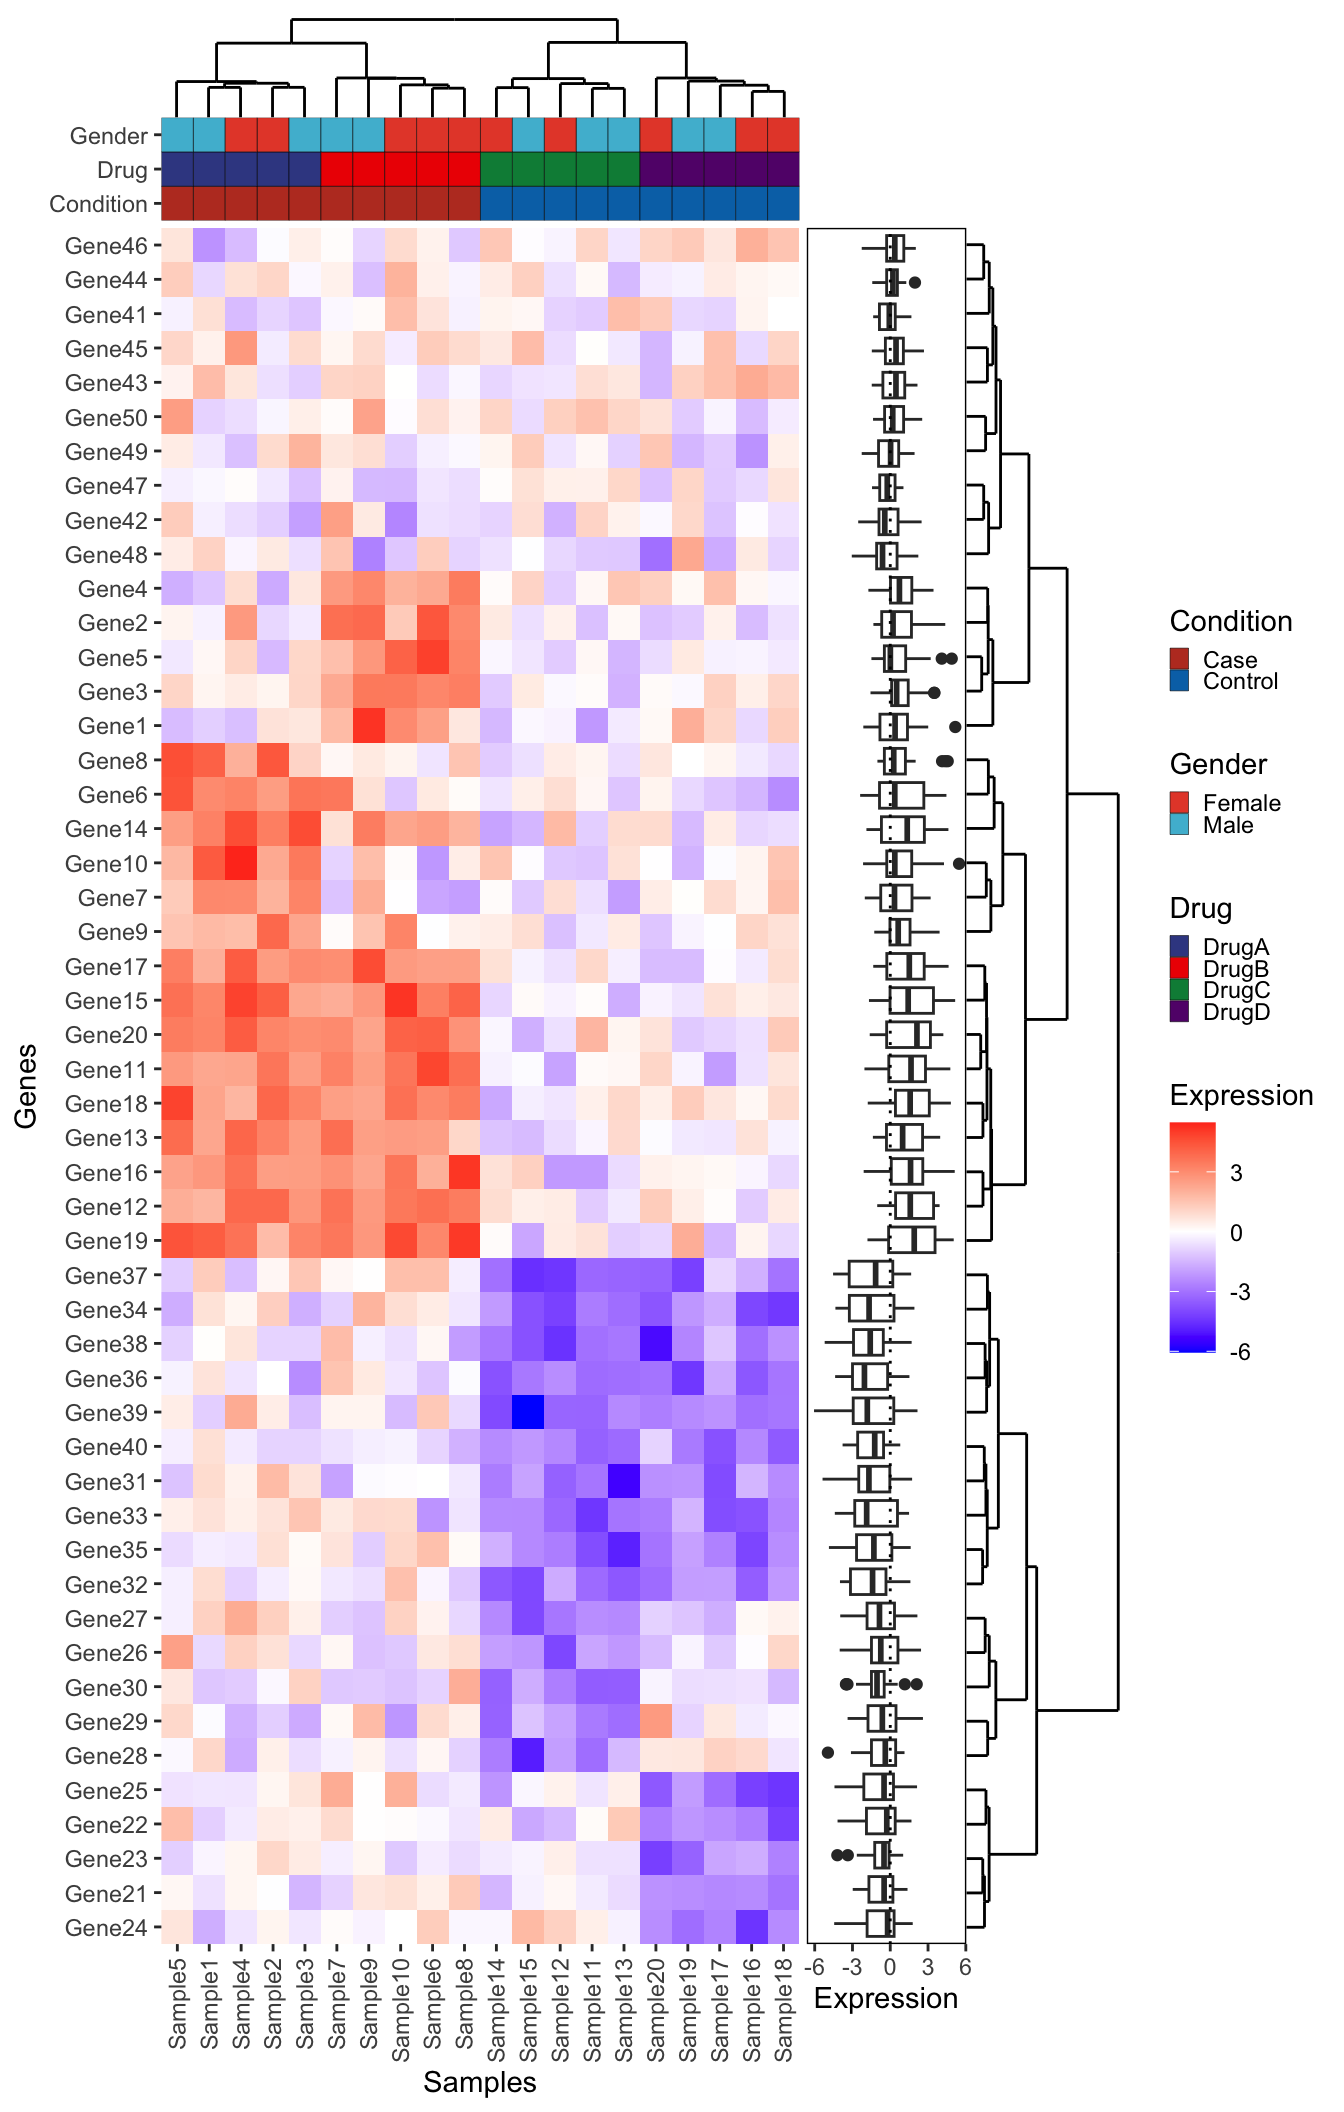 Gender
Drug
Condition
Gene46
Gene44
Gene41
Gene45
Gene43
Gene50
Gene49
Gene47
Gene42
Gene48
Gene4
Gene2
Gene5
Gene3
Gene1
Gene8
Gene6
Gene14
Gene10
Gene7
Gene9
Gene17
Gene15
Gene20
Gene11
Gene18
Gene13
Gene16
Gene12
Gene19
Gene37
Gene34
Gene38
Gene36
Gene39
Gene40
Gene31
Gene33
Gene35
Gene32
Gene27
Gene26
Gene30
Gene29
Gene28
Gene25
Gene22
Gene23
Gene21
Gene24
Genes
Sample5
Sample1
Sample4
Sample2
Sample3
Sample7
Sample9
Sample10
Sample6
Sample8
Sample14
Sample15
Sample12
Sample11
Sample13
Sample20
Sample19
Sample17
Sample16
Sample18
Samples
-6 -3 0 3 6
Expression
Condition
Case
Control
Gender
Female
Male
Drug
DrugA
DrugB
DrugC
DrugD
Expression
3
0
-3
-6